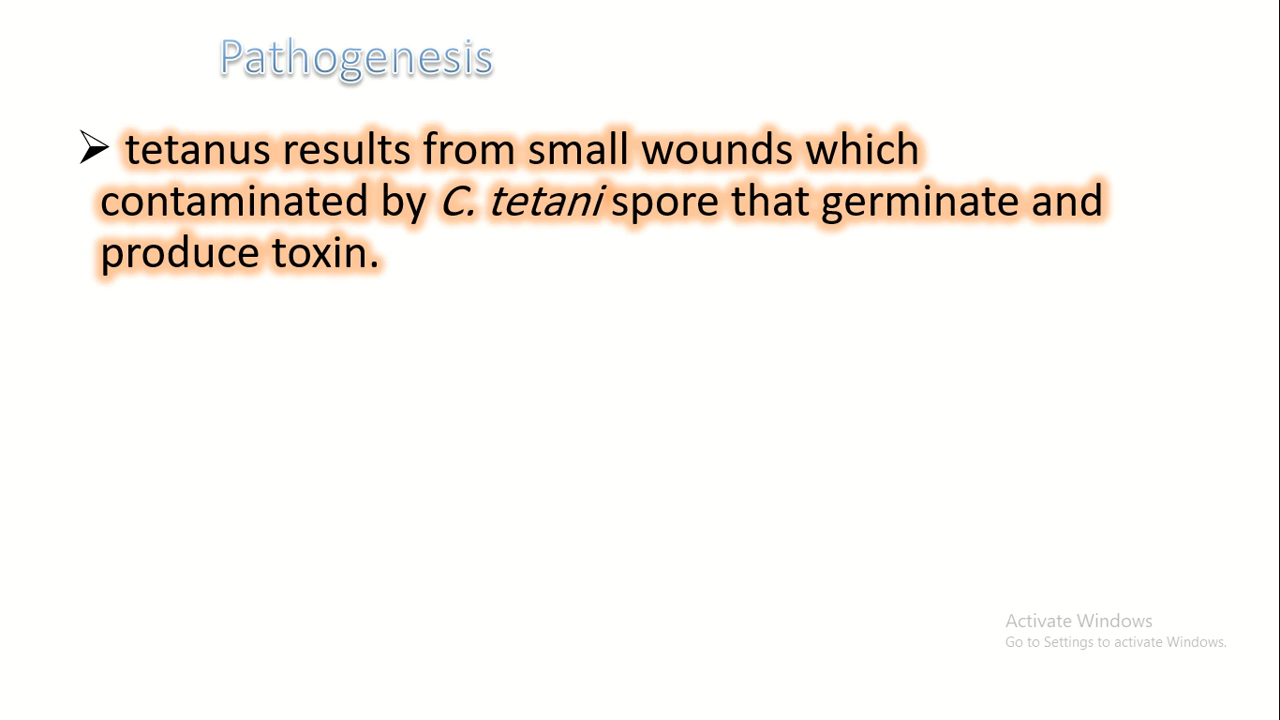 Pathogenesis
➢ tetanus results from small wounds which
contaminated by C. tetani spore that germinate and
produce toxin.
Activate Windows
Go to Settings to activate Windows.